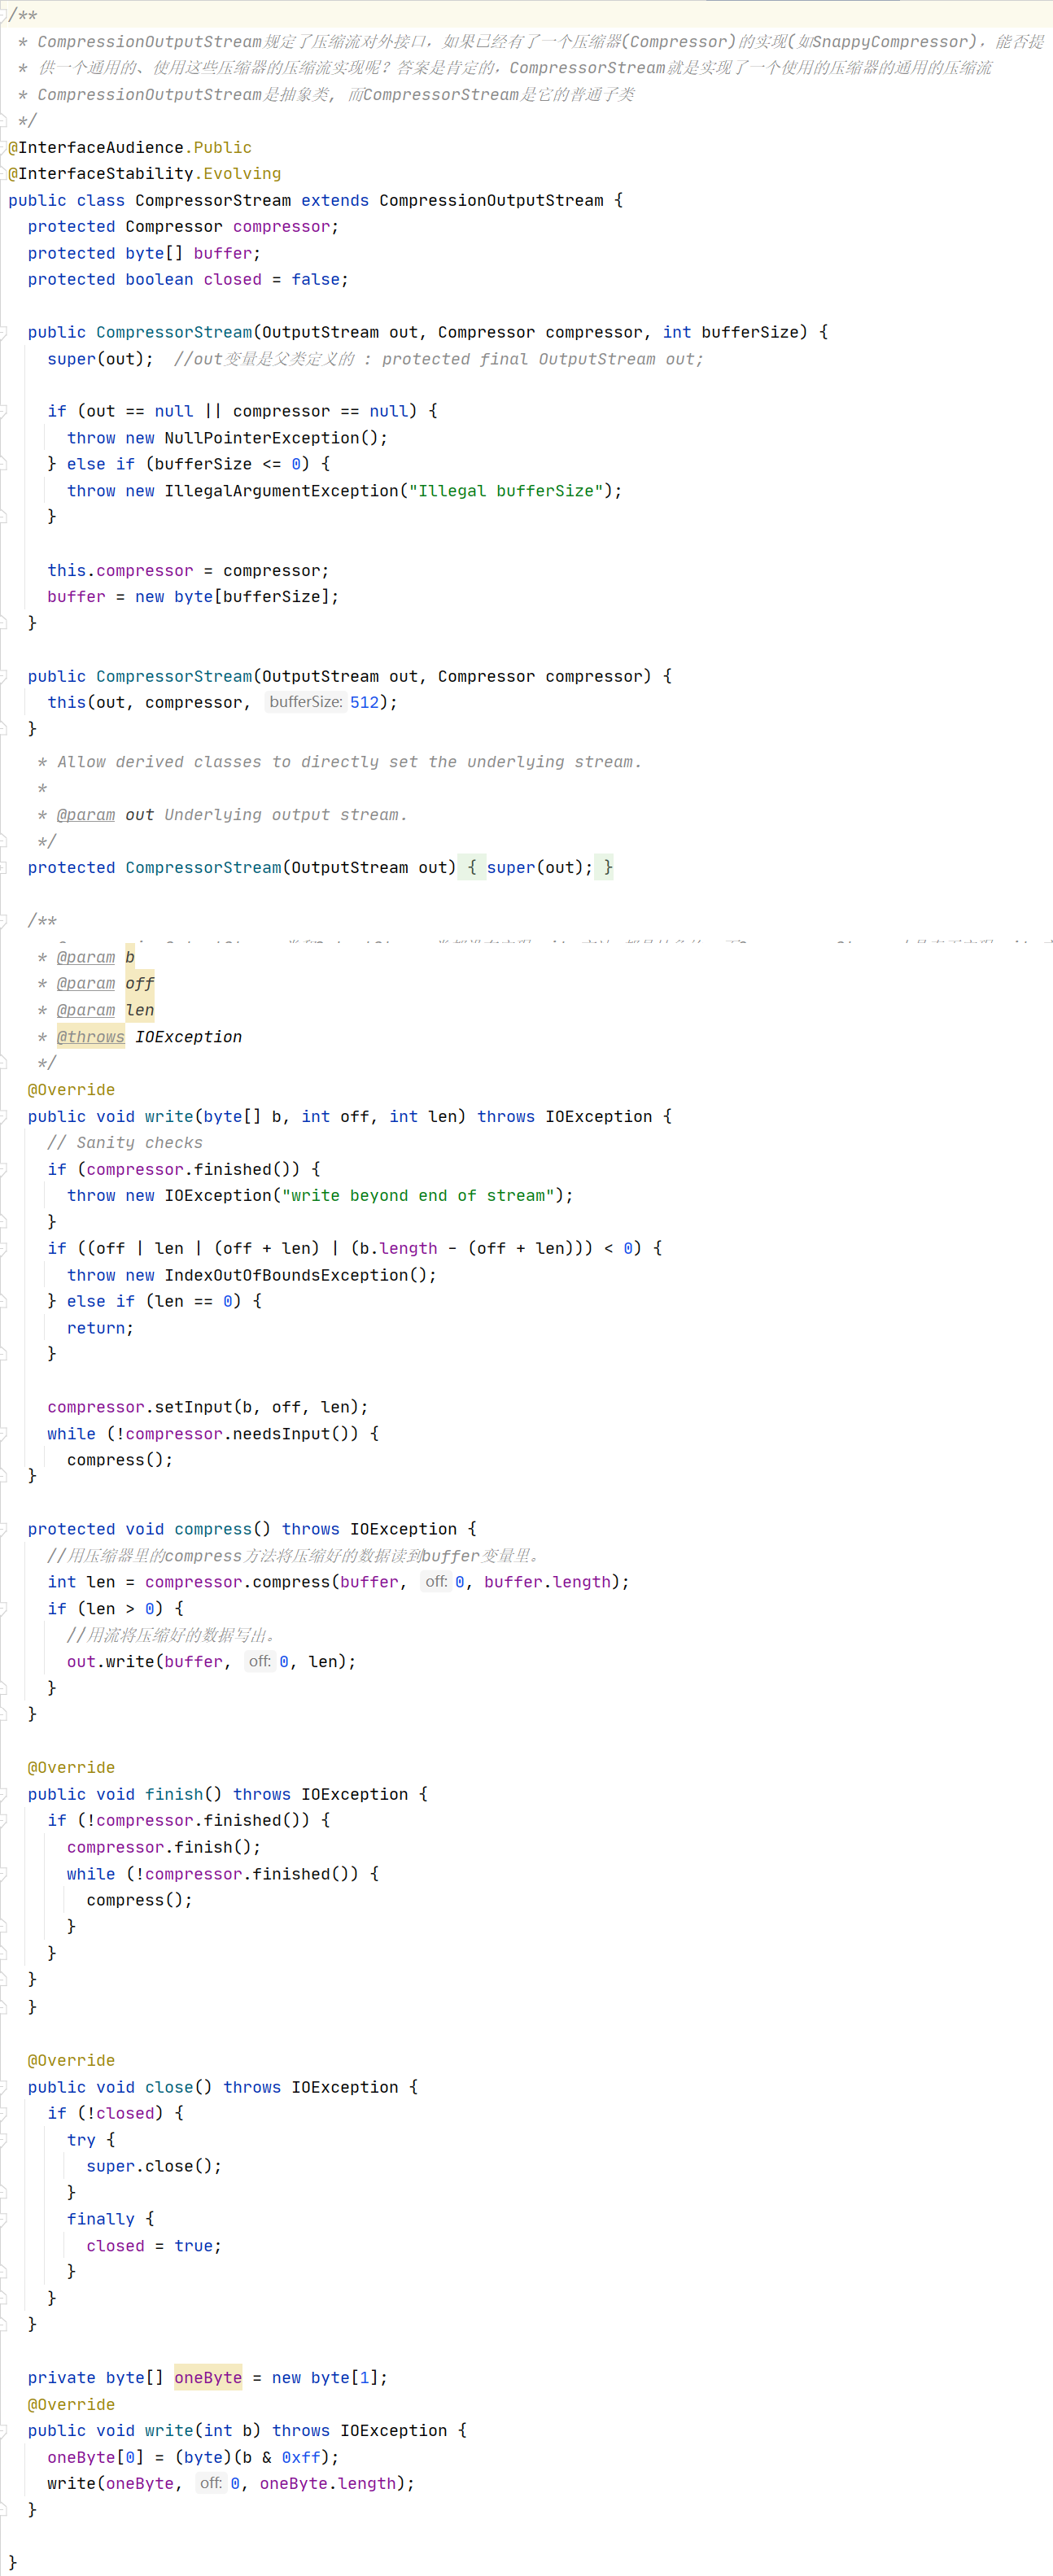 /**
 * CompressionOutputStream规定了压缩流对外接口，如果已经有了一个压缩器(Compressor)的实现(如SnappyCompressor)，能否提
 * 供一个通用的、使用这些压缩器的压缩流实现呢？答案是肯定的，CompressorStream就是实现了一个使用的压缩器的通用的压缩流
 * CompressionOutputStream是抽象类, 而CompressorStream是它的普通子类
 */
@InterfaceAudience.Public
@InterfaceStability.Evolving
public class CompressorStream extends CompressionOutputStream {
  protected Compressor compressor;
  protected byte[] buffer;
  protected boolean closed = false;

  public CompressorStream(OutputStream out, Compressor compressor, int bufferSize) {
    super(out);  //out变量是父类定义的 : protected final OutputStream out;

    if (out == null || compressor == null) {
      throw new NullPointerException();
    } else if (bufferSize <= 0) {
      throw new IllegalArgumentException("Illegal bufferSize");
    }

    this.compressor = compressor;
    buffer = new byte[bufferSize];
  }

  public CompressorStream(OutputStream out, Compressor compressor) {
    this(out, compressor, bufferSize: 512);
  }
   * Allow derived classes to directly set the underlying stream.
   *
   * @param out Underlying output stream.
   */
  protected CompressorStream(OutputStream out) { super(out); }

  /**
   * @param b
   * @param off
   * @param len
   * @throws IOException
   */
  @Override
  public void write(byte[] b, int off, int len) throws IOException {
    // Sanity checks
    if (compressor.finished()) {
      throw new IOException("write beyond end of stream");
    }
    if ((off | len | (off + len) | (b.length - (off + len))) < 0) {
      throw new IndexOutOfBoundsException();
    } else if (len == 0) {
      return;
    }

    compressor.setInput(b, off, len);
    while (!compressor.needsInput()) {
      compress();
  }

  protected void compress() throws IOException {
    //用压缩器里的compress方法将压缩好的数据读到buffer变量里。
    int len = compressor.compress(buffer, off: 0, buffer.length);
    if (len > 0) {
      //用流将压缩好的数据写出。
      out.write(buffer, off: 0, len);
    }
  }

  @Override
  public void finish() throws IOException {
    if (!compressor.finished()) {
      compressor.finish();
      while (!compressor.finished()) {
        compress();
      }
    }
  }
  }

  @Override
  public void close() throws IOException {
    if (!closed) {
      try {
        super.close();
      }
      finally {
        closed = true;
      }
    }
  }

  private byte[] oneByte = new byte[1];
  @Override
  public void write(int b) throws IOException {
    oneByte[0] = (byte)(b & 0xff);
    write(oneByte, off: 0, oneByte.length);
  }

}